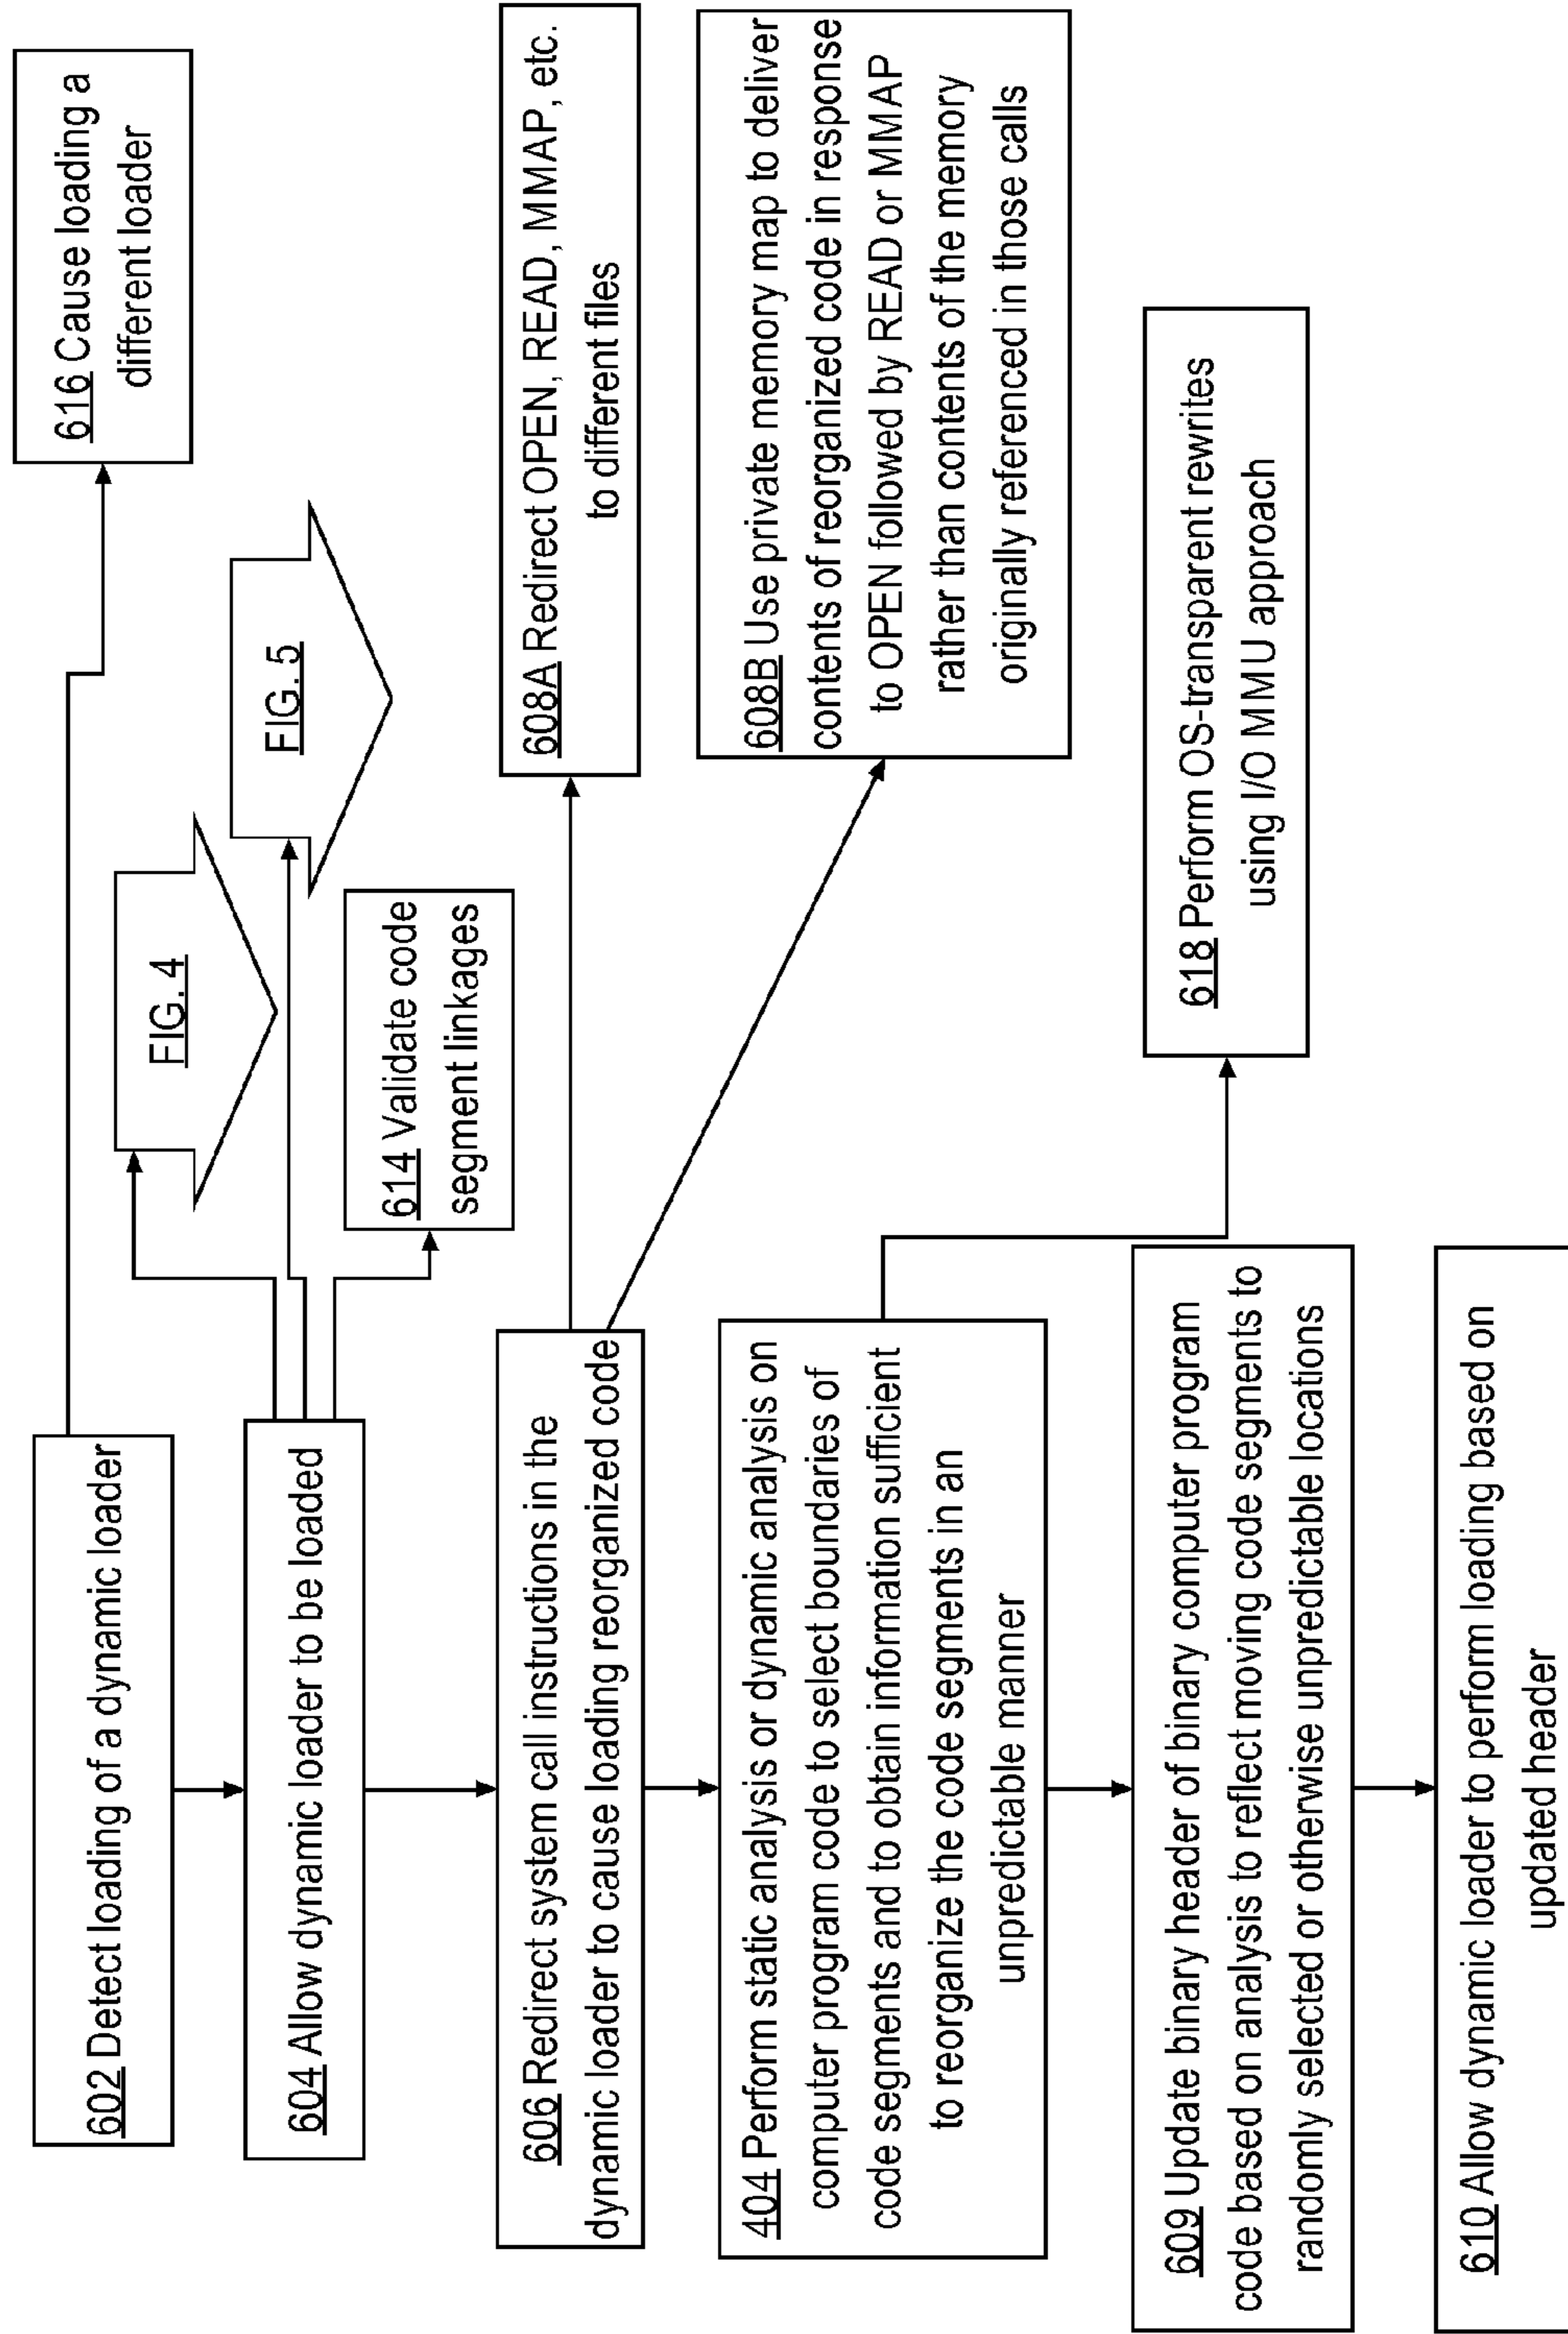 602 Detect loading of a dynamic loader
616 Cause loading a
different loader
604 Allow dynamic loader to be loaded
FIG. 4
FIG. 5
614 Validate code
segment linkages
606 Redirect system call instructions in the
dynamic loader to cause loading reorganized code
608A Redirect OPEN, READ, MMAP, etc.
to different files
608B Use private memory map to deliver
contents of reorganized code in response
to OPEN followed by READ or MMAP
rather than contents of the memory
originally referenced in those calls
404 Perform static analysis or dynamic analysis on
computer program code to select boundaries of
code segments and to obtain information sufficient
to reorganize the code segments in an
unpredictable manner
618 Perform OS-transparent rewrites
using I/O MMU approach
609 Update binary header of binary computer program
code based on analysis to reflect moving code segments to
randomly selected or otherwise unpredictable locations
610 Allow dynamic loader to perform loading based on
updated header